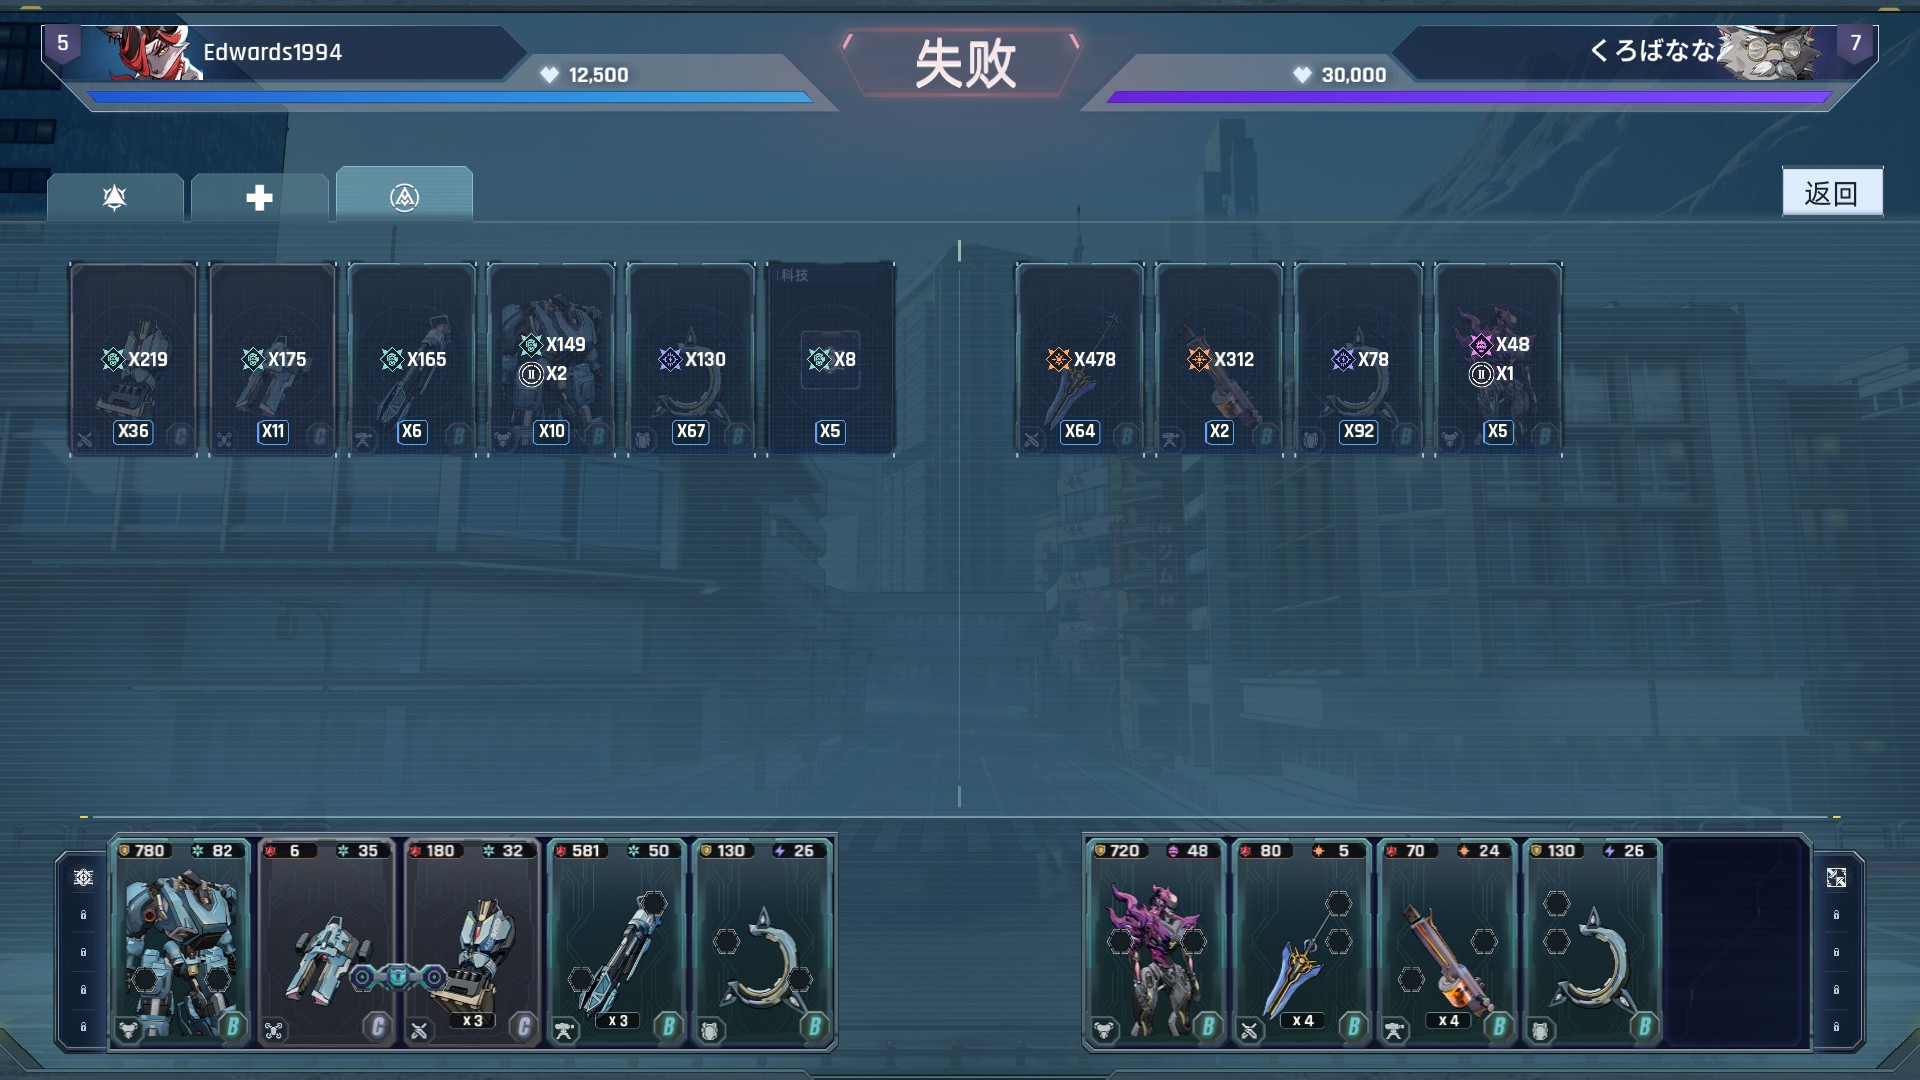 5
Edwards1994
12,500
失败
30,000
くろばなな
7
返回
科技
X219
X36
C
X175
X11
C
X165
X6
B
X149
X2
X10
B
X130
X67
B
X8
X5
X478
X64
B
X312
X2
B
X78
X92
B
X48
X1
X5
B
780 82
B
6 35
C
180 32
x3
C
581 50
x3
B
130 26
B
720 48
B
80 5
x4
B
70 24
x4
B
130 26
B